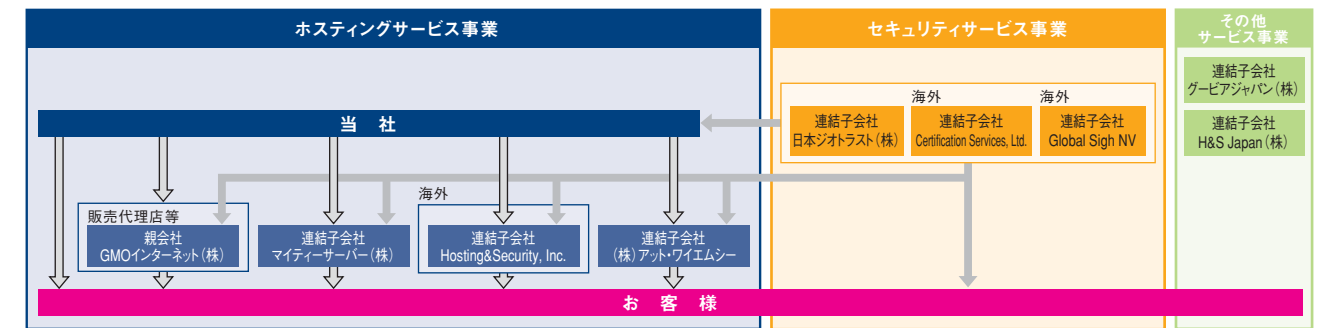 ホスティングサービス事業
当 社
販売代理店等
親会社
GMOインターネット(株)
連結子会社
マイティーサーバー(株)
海外
連結子会社
Hosting&Security, Inc.
連結子会社
(株)アット・ワイエムシー
セキュリティサービス事業
連結子会社
日本ジオトラスト(株)
海外
連結子会社
Certification Services, Ltd.
海外
連結子会社
Global Sigh NV
その他
サービス事業
連結子会社
グービアジャパン(株)
連結子会社
H&S Japan(株)
お 客 様